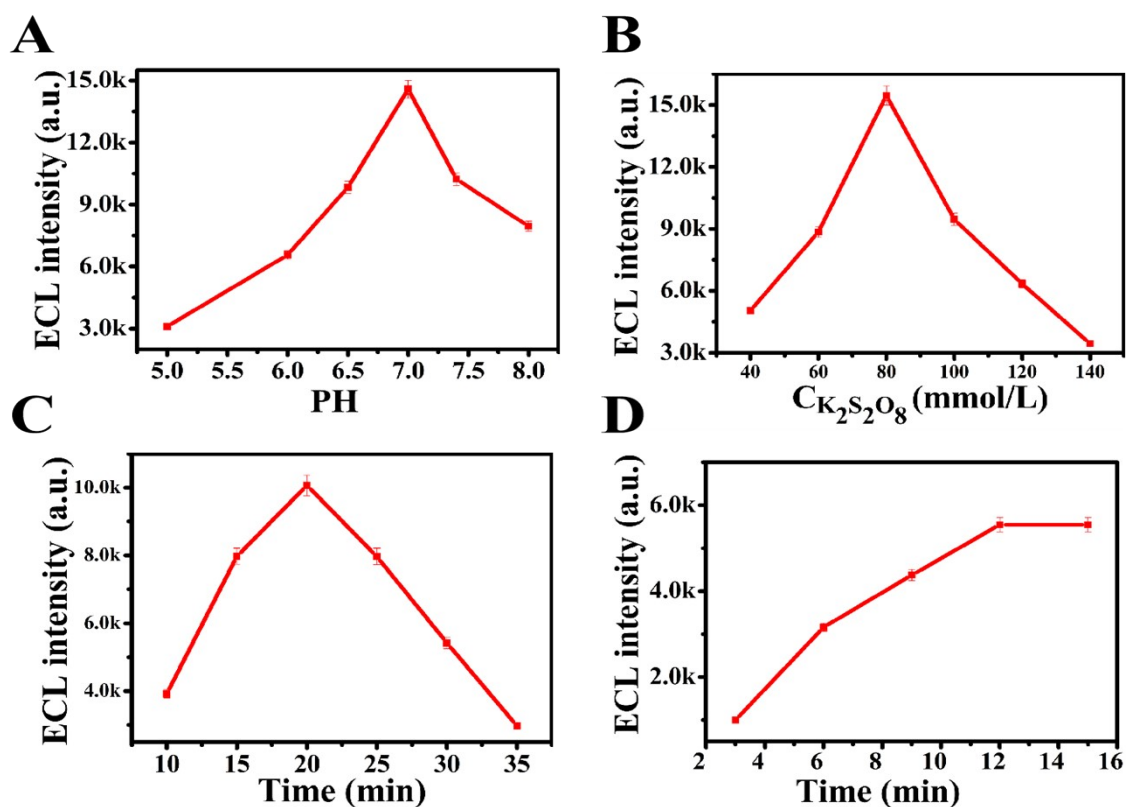 A
ECL intensity (a.u.)
15.0k
12.0k
9.0k
6.0k
3.0k
5.0 5.5 6.0 6.5 7.0 7.5 8.0
PH
B
ECL intensity (a.u.)
15.0k
12.0k
9.0k
6.0k
3.0k
40 60 80 100 120 140
C K₂S₂O₈ (mmol/L)
C
ECL intensity (a.u.)
10.0k
8.0k
6.0k
4.0k
10 15 20 25 30 35
Time (min)
D
ECL intensity (a.u.)
6.0k
4.0k
2.0k
2 4 6 8 10 12 14 16
Time (min)